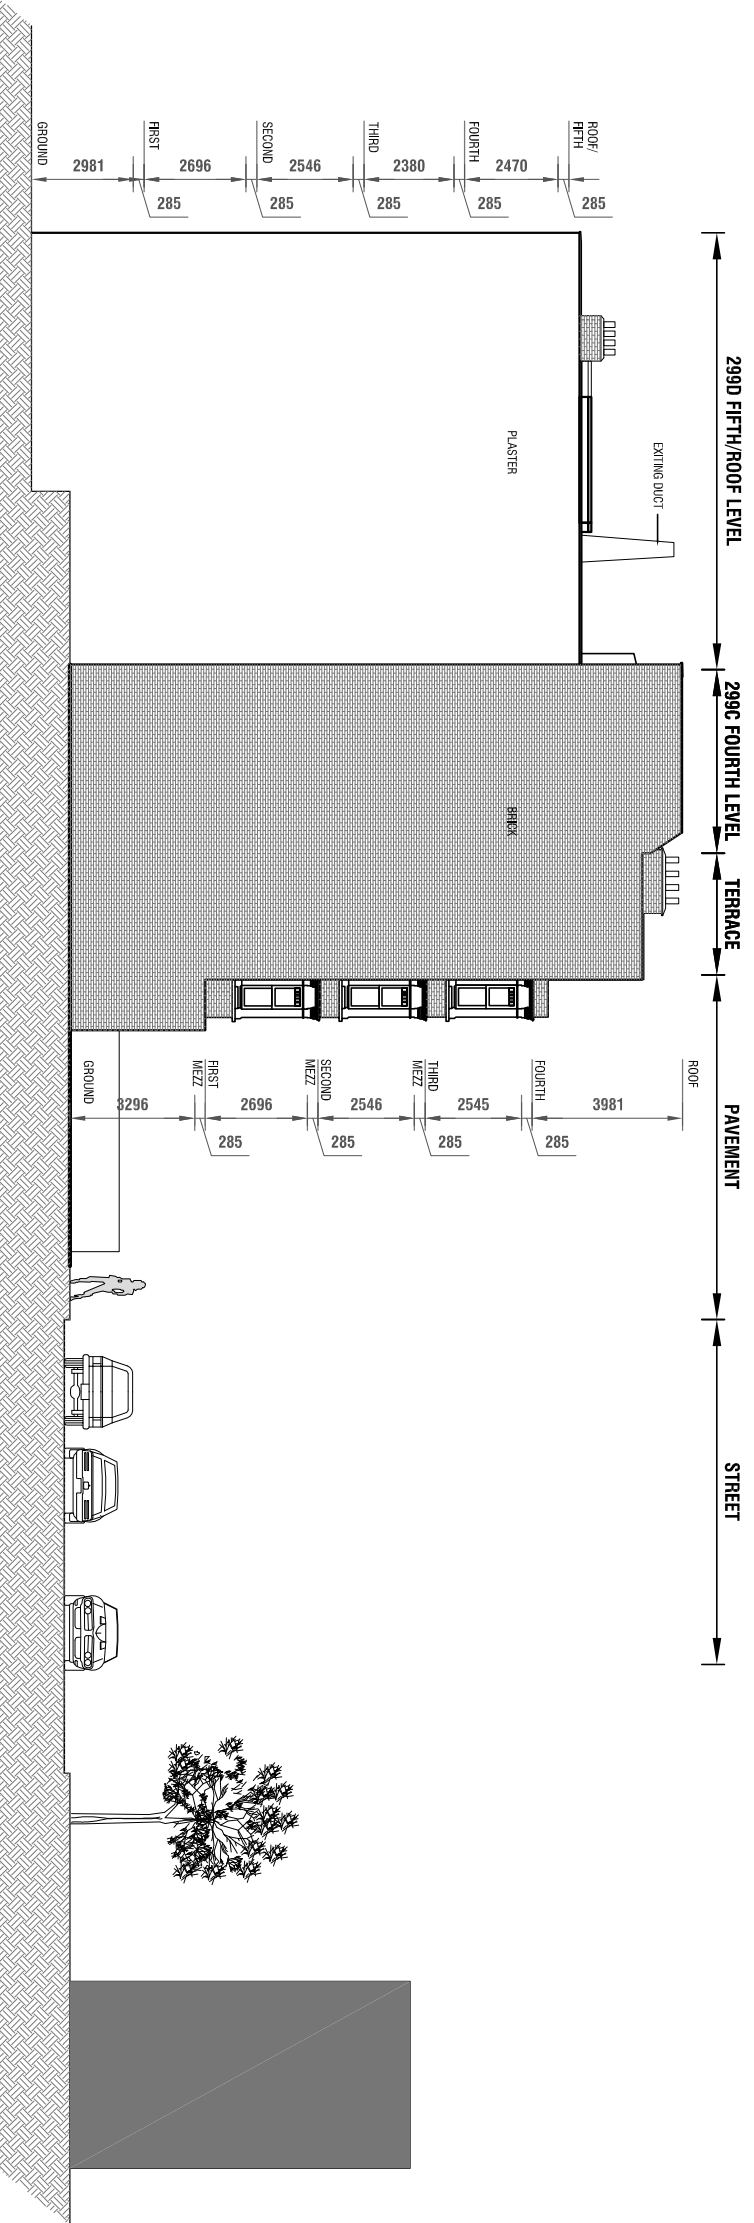 299D FIFTH/ROOF LEVEL
299C FOURTH LEVEL
TERRACE
PAVEMENT
STREET
EXITING DUCT
PLASTER
BRICK
ROOF/
FIFTH
285
2470
FOURTH
285
2380
THIRD
285
2546
SECOND
285
2696
FIRST
285
2981
GROUND
ROOF
3981
FOURTH
285
2545
THIRD
MEZZ
285
2546
SECOND
MEZZ
285
2696
FIRST
MEZZ
285
3296
GROUND